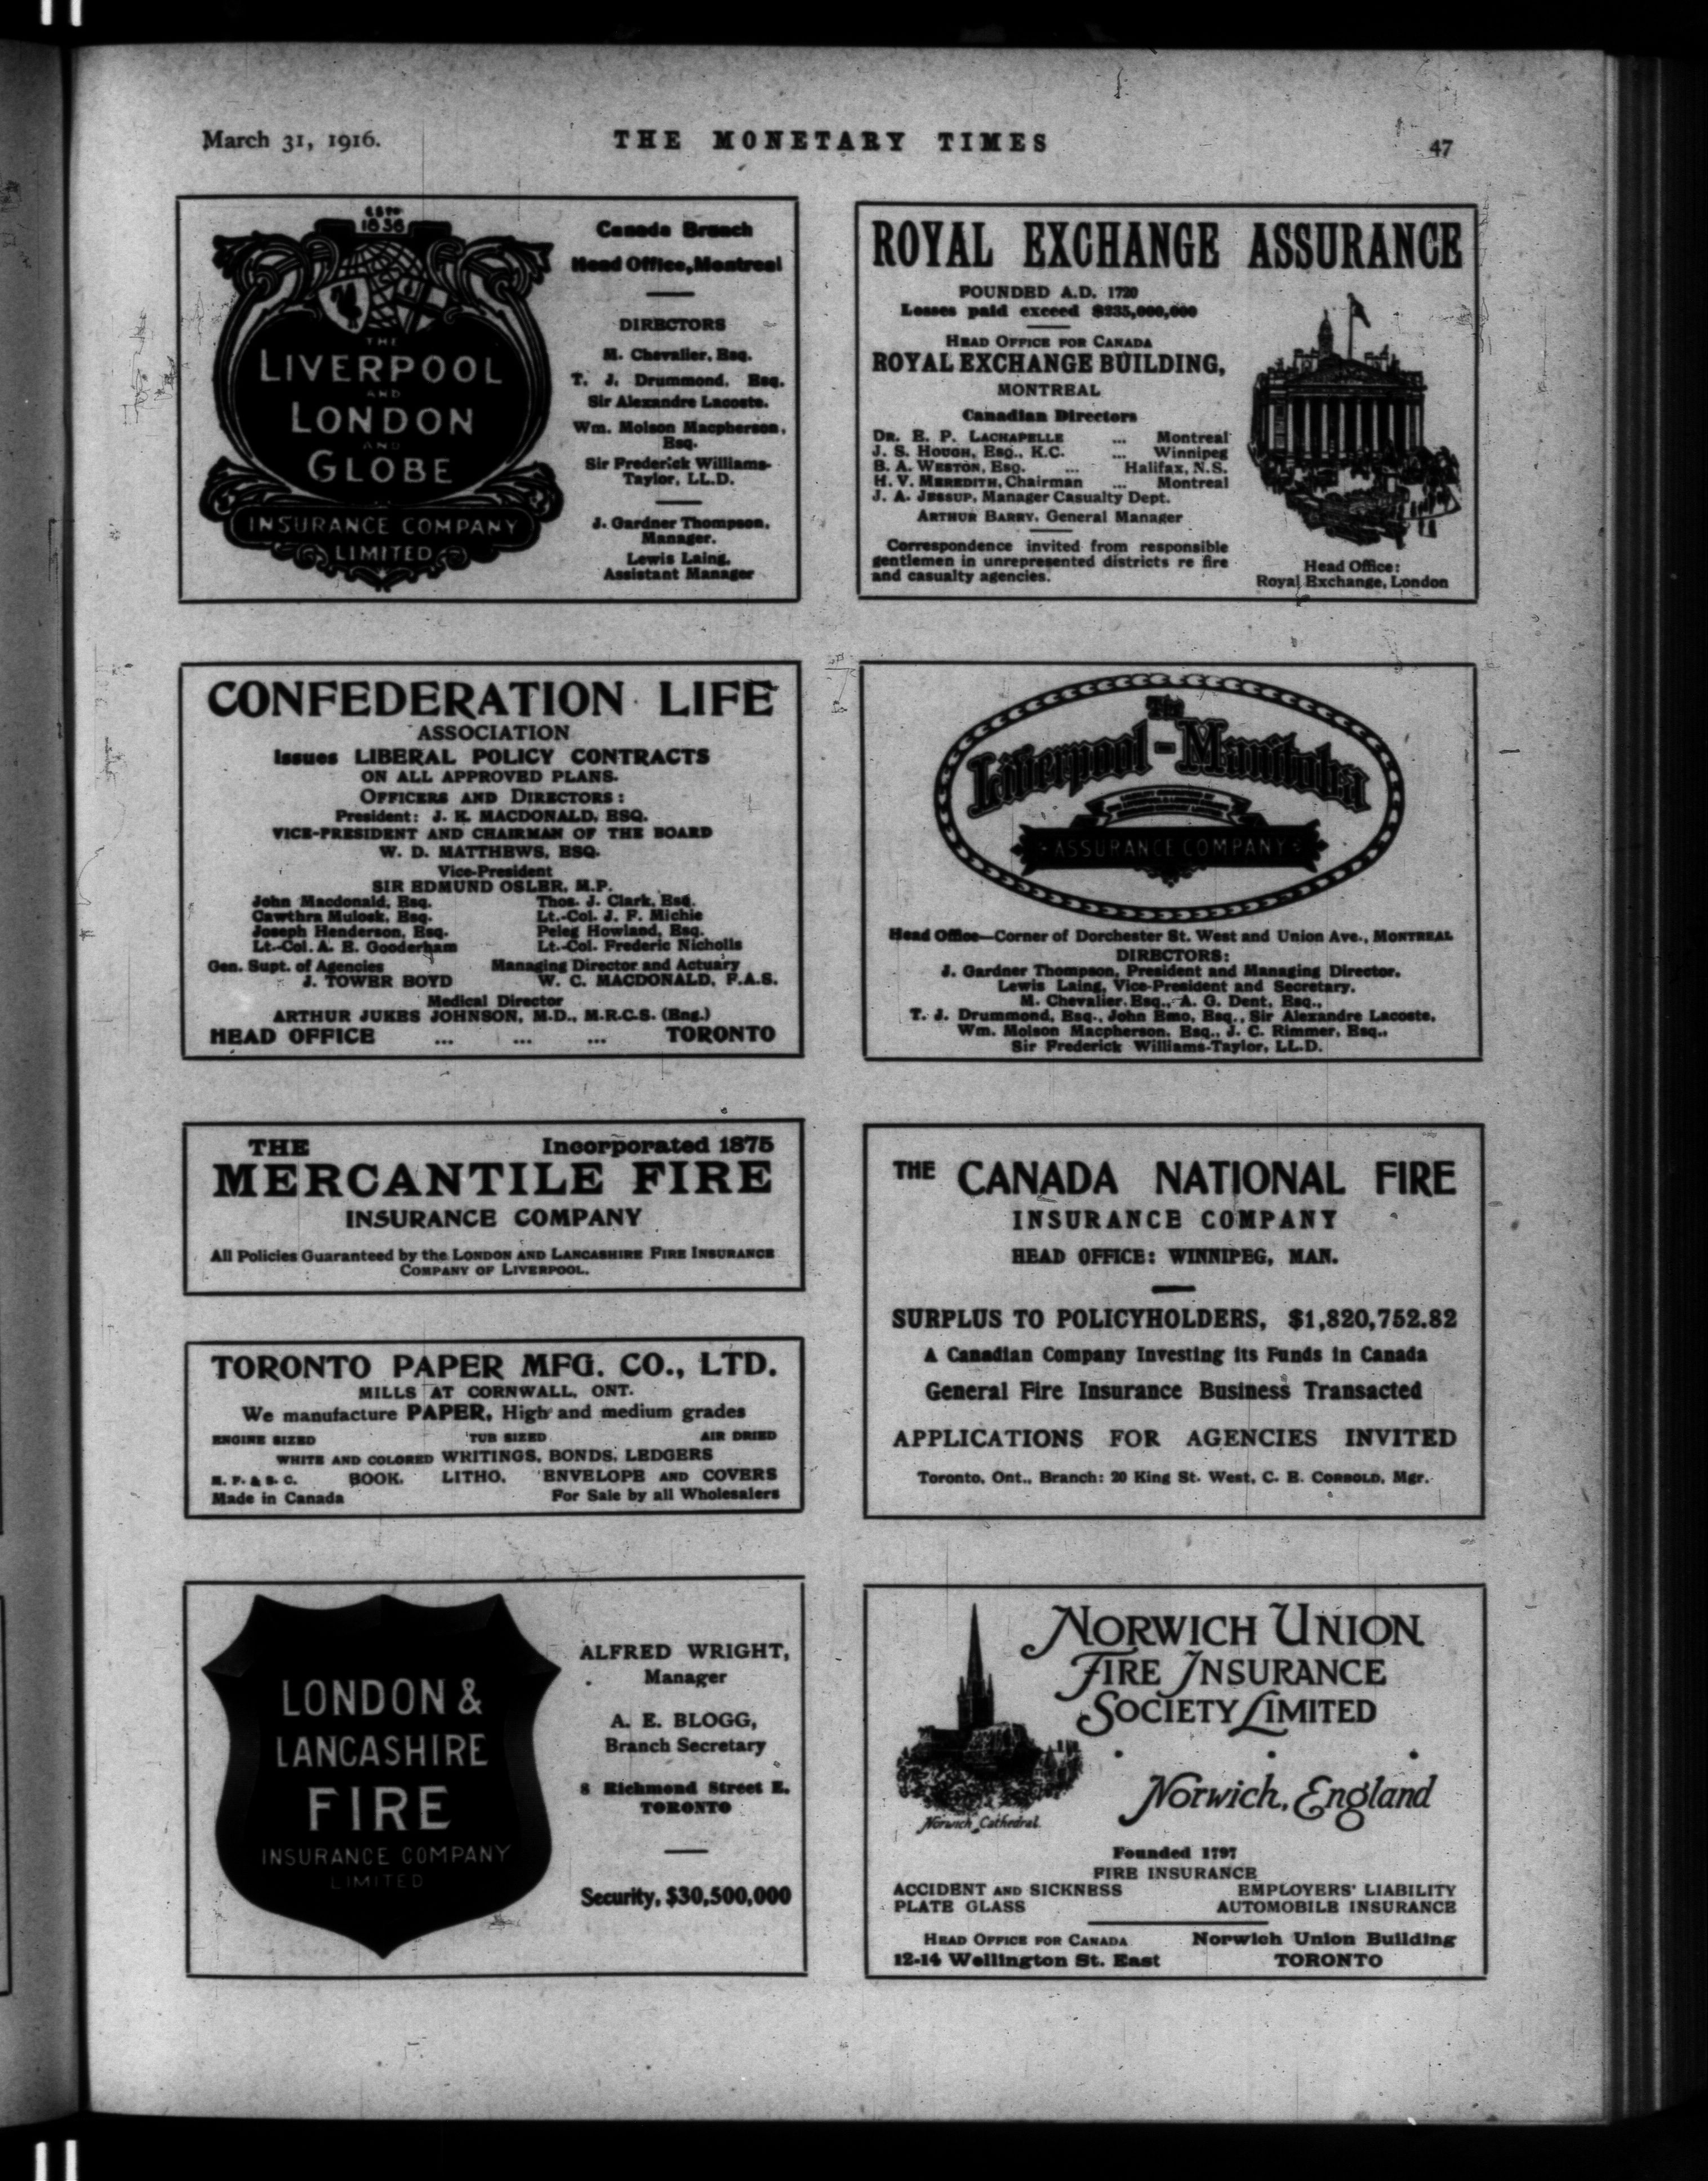 March 31, 1916.
THE MONETARY TIMES
47
ESTD
1836
THE
LIVERPOOL
AND
LONDON
AND
GLOBE
INSURANCE COMPANY
LIMITED
Canada Branch
Head Office, Montreal
DIRECTORS
M. Chevalier, Esq.
T. J. Drummond, Esq.
Sir Alexandre Lacoste.
Wm. Molson Macpherson,
Esq.
Sir Frederick Williams-
Taylor, LL.D.
J. Gardner Thompson,
Manager.
Lewis Laing,
Assistant Manager
ROYAL EXCHANGE ASSURANCE
FOUNDED A.D. 1720
Losses paid exceed $235,000,000
HEAD OFFICE FOR CANADA
ROYAL EXCHANGE BUILDING,
MONTREAL
Canadian Directors
DR. E. P. LACHAPELLE ... Montreal
J. S. HOUGH, ESQ., K.C. ... Winnipeg
B. A. WESTON, ESQ. ... Halifax, N.S.
H. V. MEREDITH, Chairman ... Montreal
J. A. JESSUP, Manager Casualty Dept.
ARTHUR BARRY, General Manager
Correspondence invited from responsible
gentlemen in unrepresented districts re fire
and casualty agencies.
Head Office:
Royal Exchange, London
CONFEDERATION LIFE
ASSOCIATION
Issues LIBERAL POLICY CONTRACTS
ON ALL APPROVED PLANS.
OFFICERS AND DIRECTORS:
President: J. K. MACDONALD, ESQ.
VICE-PRESIDENT AND CHAIRMAN OF THE BOARD
W. D. MATTHEWS, ESQ.
Vice-President
SIR EDMUND OSLER, M.P.
John Macdonald, Esq. Thos. J. Clark, Esq.
Cawthra Mulock, Esq. Lt.-Col. J. F. Michie
Joseph Henderson, Esq. Peleg Howland, Esq.
Lt.-Col. A. E. Gooderham Lt.-Col. Frederic Nicholls
Gen. Supt. of Agencies Managing Director and Actuary
J. TOWER BOYD W. C. MACDONALD, F.A.S.
Medical Director
ARTHUR JUKES JOHNSON, M.D., M.R.C.S. (Eng.)
HEAD OFFICE ... ... ... TORONTO
The
Liverpool-Manitoba
ASSURANCE COMPANY
Head Office—Corner of Dorchester St. West and Union Ave., MONTREAL
DIRECTORS:
J. Gardner Thompson, President and Managing Director.
Lewis Laing, Vice-President and Secretary.
M. Chevalier, Esq., A. G. Dent, Esq.,
T. J. Drummond, Esq., John Emo, Esq., Sir Alexandre Lacoste,
Wm. Molson Macpherson, Esq., J. C. Rimmer, Esq.,
Sir Frederick Williams-Taylor, LL.D.
THE Incorporated 1875
MERCANTILE FIRE
INSURANCE COMPANY
All Policies Guaranteed by the LONDON AND LANCASHIRE FIRE INSURANCE
COMPANY OF LIVERPOOL.
THE CANADA NATIONAL FIRE
INSURANCE COMPANY
HEAD OFFICE: WINNIPEG, MAN.
SURPLUS TO POLICYHOLDERS, $1,820,752.82
A Canadian Company Investing its Funds in Canada
General Fire Insurance Business Transacted
APPLICATIONS FOR AGENCIES INVITED
Toronto, Ont., Branch: 20 King St. West, C. B. CORBOLD, Mgr.
TORONTO PAPER MFG. CO., LTD.
MILLS AT CORNWALL, ONT.
We manufacture PAPER, High and medium grades
ENGINE SIZED TUB SIZED AIR DRIED
WHITE AND COLORED WRITINGS, BONDS, LEDGERS
M. F. & S. C. BOOK, LITHO, ENVELOPE AND COVERS
Made in Canada For Sale by all Wholesalers
LONDON &
LANCASHIRE
FIRE
INSURANCE COMPANY
LIMITED
ALFRED WRIGHT,
Manager
A. E. BLOGG,
Branch Secretary
8 Richmond Street E.
TORONTO
Security, $30,500,000
NORWICH UNION
FIRE INSURANCE
SOCIETY LIMITED
Norwich, England
Norwich Cathedral
Founded 1797
FIRE INSURANCE
ACCIDENT AND SICKNESS EMPLOYERS' LIABILITY
PLATE GLASS AUTOMOBILE INSURANCE
HEAD OFFICE FOR CANADA Norwich Union Building
12-14 Wellington St. East TORONTO